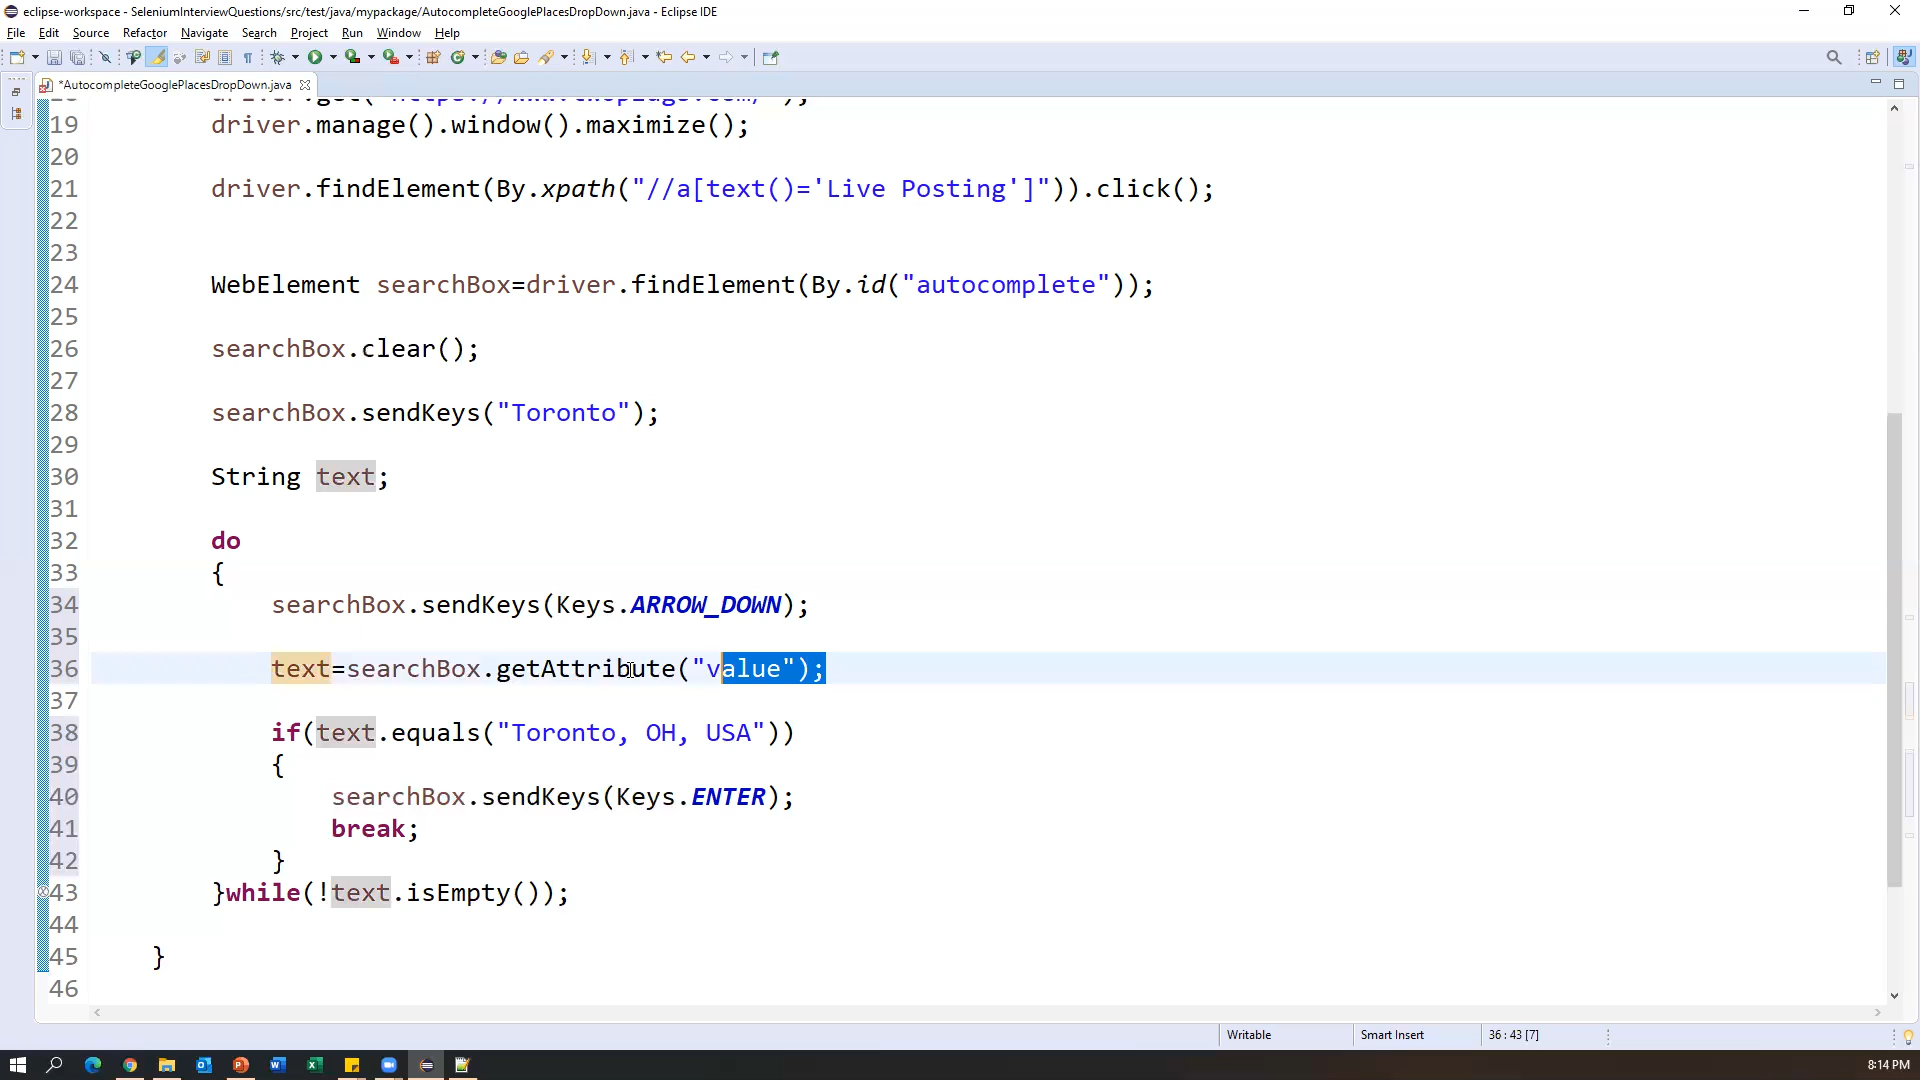 eclipse-workspace - SeleniumInterviewQuestions/src/test/java/mypackage/AutocompleteGooglePlacesDropDown.java - Eclipse IDE
File Edit Source Refactor Navigate Search Project Run Window Help
*AutocompleteGooglePlacesDropDown.java
19 driver.manage().window().maximize();
20
21 driver.findElement(By.xpath("//a[text()='Live Posting']")).click();
22
23
24 WebElement searchBox=driver.findElement(By.id("autocomplete"));
25
26 searchBox.clear();
27
28 searchBox.sendKeys("Toronto");
29
30 String text;
31
32 do
33 {
34 searchBox.sendKeys(Keys.ARROW_DOWN);
35
36 text=searchBox.getAttribute("value");
37
38 if(text.equals("Toronto, OH, USA"))
39 {
40 searchBox.sendKeys(Keys.ENTER);
41 break;
42 }
43 }while(!text.isEmpty());
44
45 }
46
Writable Smart Insert 36 : 43 [7]
8:14 PM